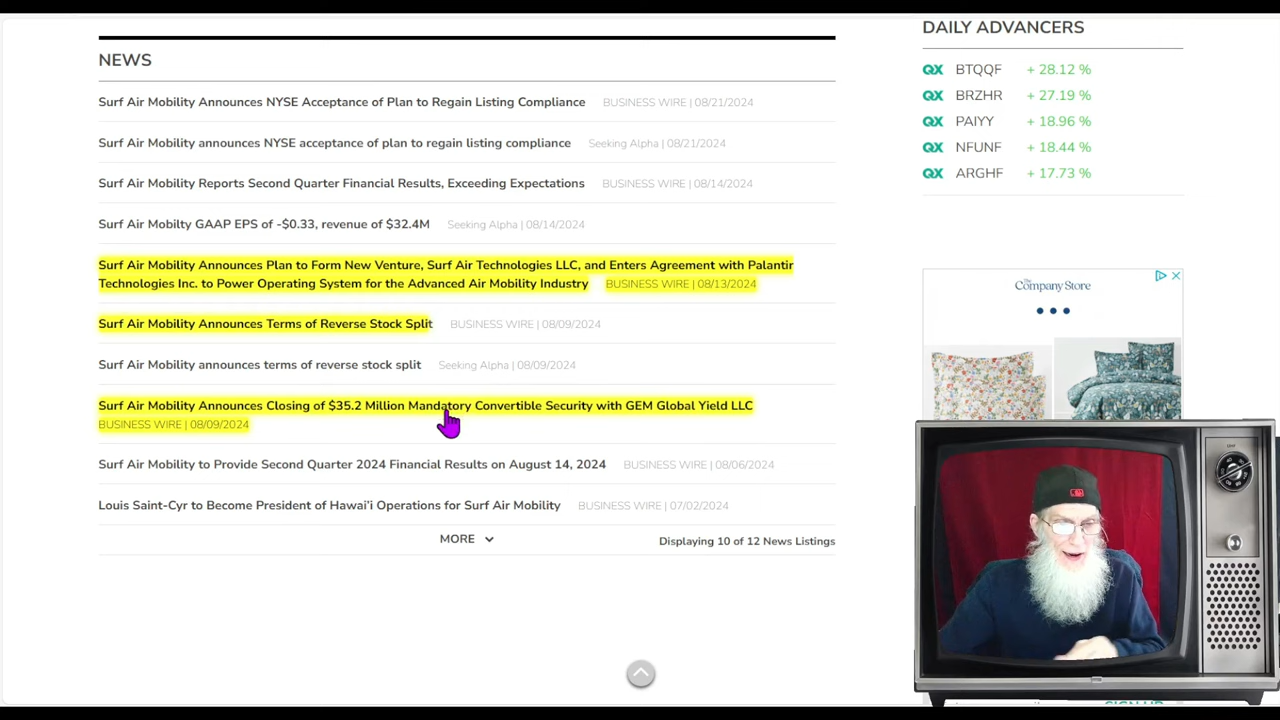 NEWS
Surf Air Mobility Announces NYSE Acceptance of Plan to Regain Listing Compliance BUSINESS WIRE | 08/21/2024
Surf Air Mobility announces NYSE acceptance of plan to regain listing compliance Seeking Alpha | 08/21/2024
Surf Air Mobility Reports Second Quarter Financial Results, Exceeding Expectations BUSINESS WIRE | 08/14/2024
Surf Air Mobilty GAAP EPS of -$0.33, revenue of $32.4M Seeking Alpha | 08/14/2024
Surf Air Mobility Announces Plan to Form New Venture, Surf Air Technologies LLC, and Enters Agreement with Palantir
Technologies Inc. to Power Operating System for the Advanced Air Mobility Industry BUSINESS WIRE | 08/13/2024
Surf Air Mobility Announces Terms of Reverse Stock Split BUSINESS WIRE | 08/09/2024
Surf Air Mobility announces terms of reverse stock split Seeking Alpha | 08/09/2024
Surf Air Mobility Announces Closing of $35.2 Million Mandatory Convertible Security with GEM Global Yield LLC
BUSINESS WIRE | 08/09/2024
Surf Air Mobility to Provide Second Quarter 2024 Financial Results on August 14, 2024 BUSINESS WIRE | 08/06/2024
Louis Saint-Cyr to Become President of Hawai'i Operations for Surf Air Mobility BUSINESS WIRE | 07/02/2024
MORE
Displaying 10 of 12 News Listings
DAILY ADVANCERS
QX BTQQF + 28.12 %
QX BRZHR + 27.19 %
QX PAIYY + 18.96 %
QX NFUNF + 18.44 %
QX ARGHF + 17.73 %
The Company Store